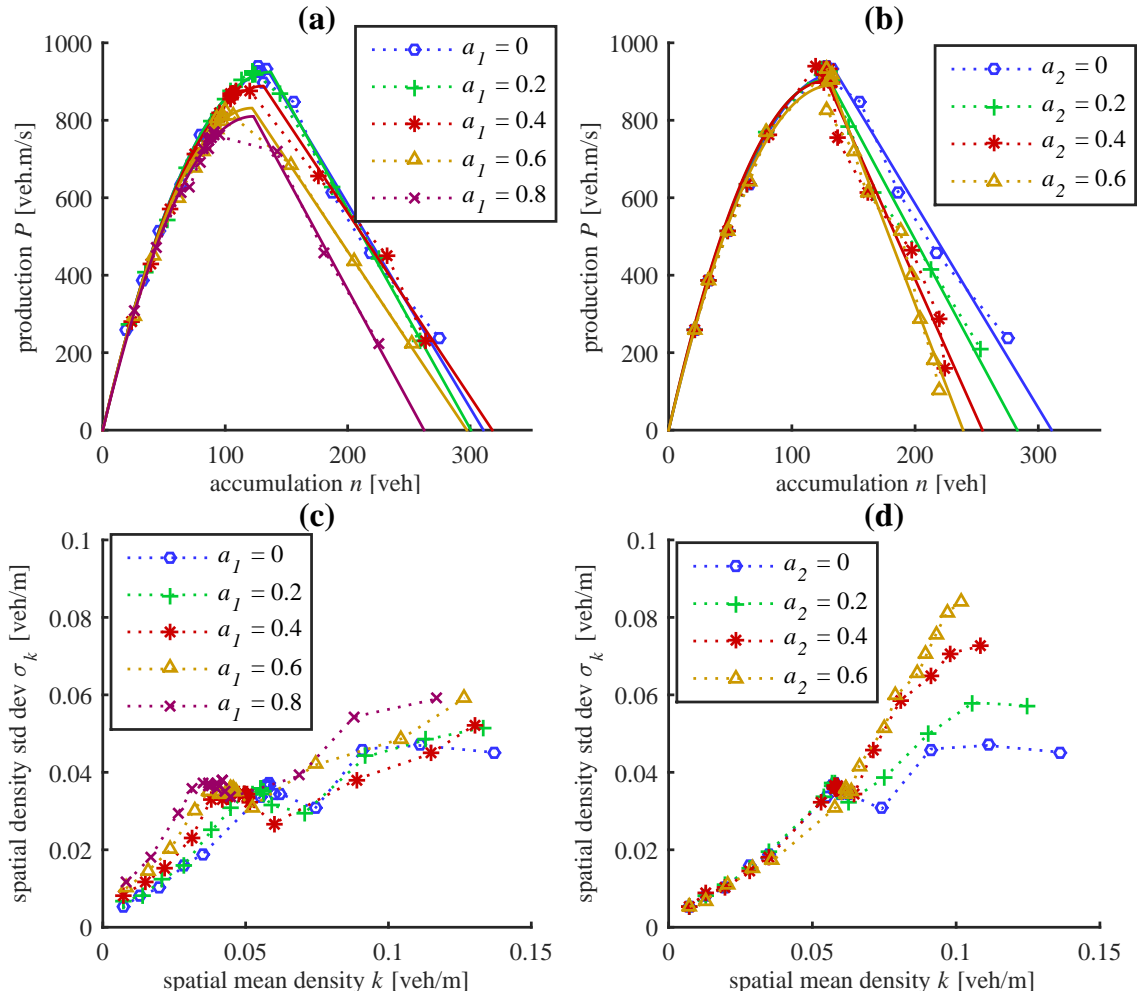 (a)
1000
800
600
400
200
0
0
100
200
300
production P [veh.m/s]
accumulation n [veh]
a1 = 0
a1 = 0.2
a1 = 0.4
a1 = 0.6
a1 = 0.8
(b)
1000
800
600
400
200
0
0
100
200
300
production P [veh.m/s]
accumulation n [veh]
a2 = 0
a2 = 0.2
a2 = 0.4
a2 = 0.6
(c)
0.1
0.08
0.06
0.04
0.02
0
0
0.05
0.1
0.15
spatial density std dev σk [veh/m]
spatial mean density k [veh/m]
a1 = 0
a1 = 0.2
a1 = 0.4
a1 = 0.6
a1 = 0.8
(d)
0.1
0.08
0.06
0.04
0.02
0
0
0.05
0.1
0.15
spatial density std dev σk [veh/m]
spatial mean density k [veh/m]
a2 = 0
a2 = 0.2
a2 = 0.4
a2 = 0.6